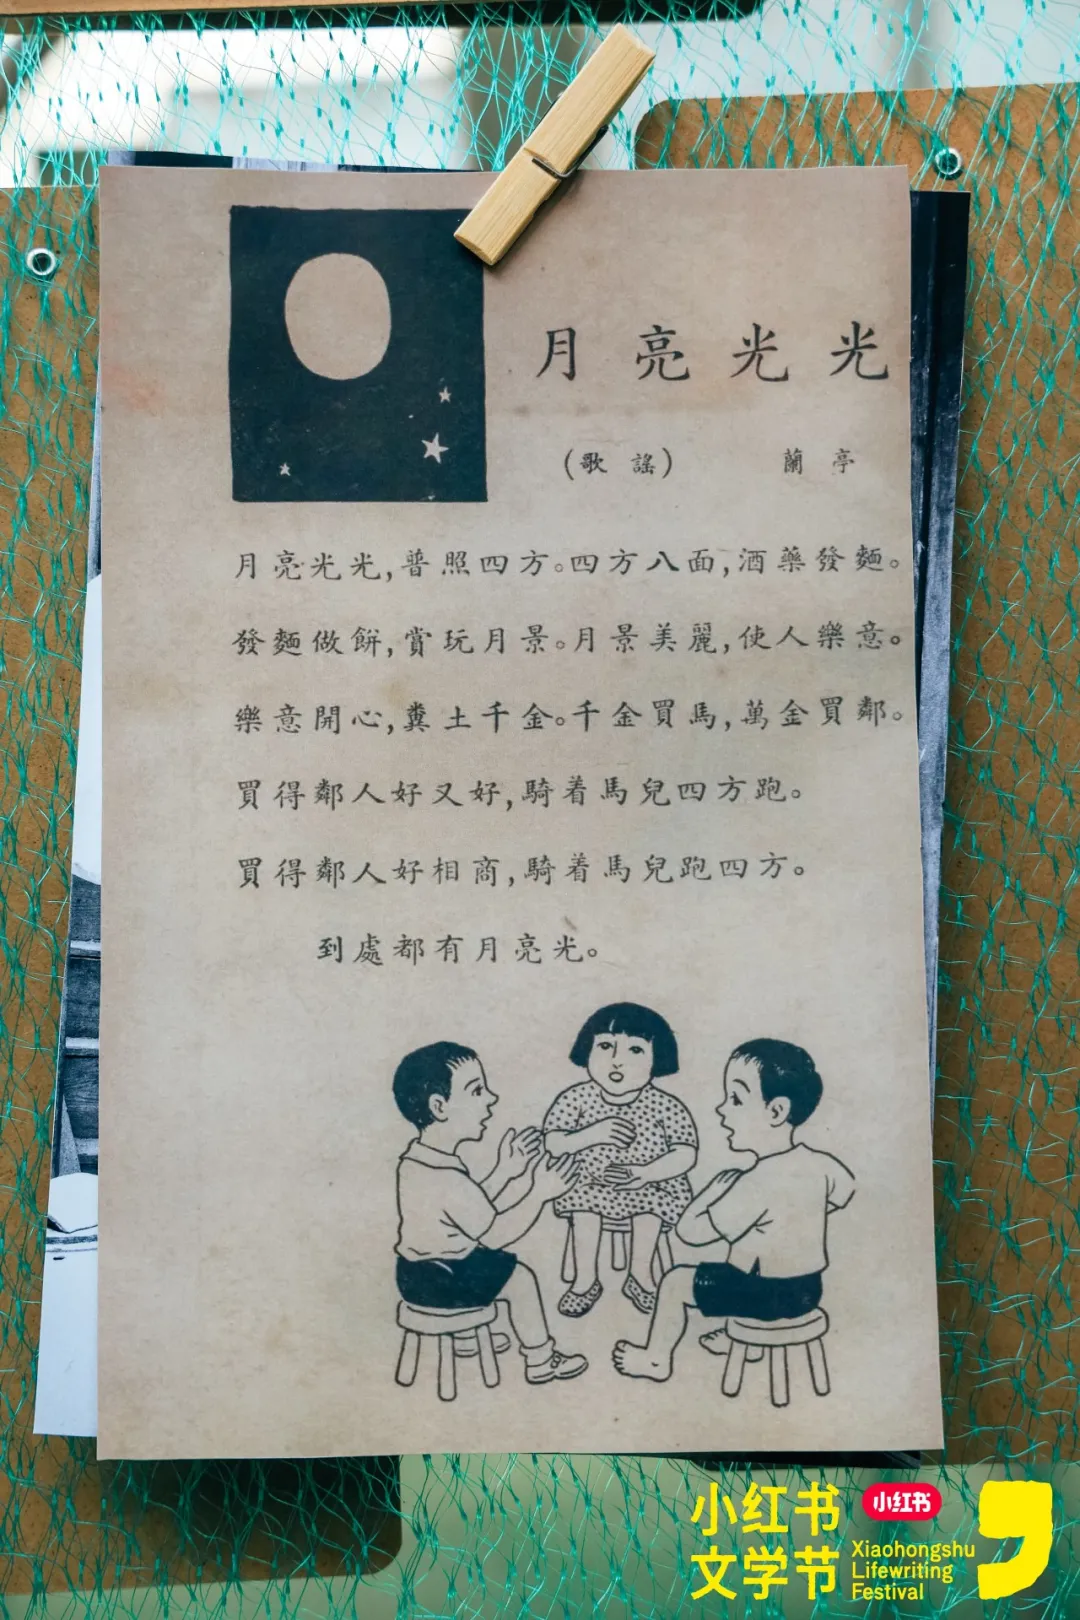 月亮光光
(歌謠) 蘭亭
月亮光光,普照四方。四方八面,酒藥發麵。
發麵做餅,賞玩月景。月景美麗,使人樂意。
樂意開心,糞土千金。千金買馬,萬金買鄰。
買得鄰人好又好,騎着馬兒四方跑。
買得鄰人好相商,騎着馬兒跑四方。
到處都有月亮光。
小红书
文学节
小红书
Xiaohongshu
Lifewriting
Festival